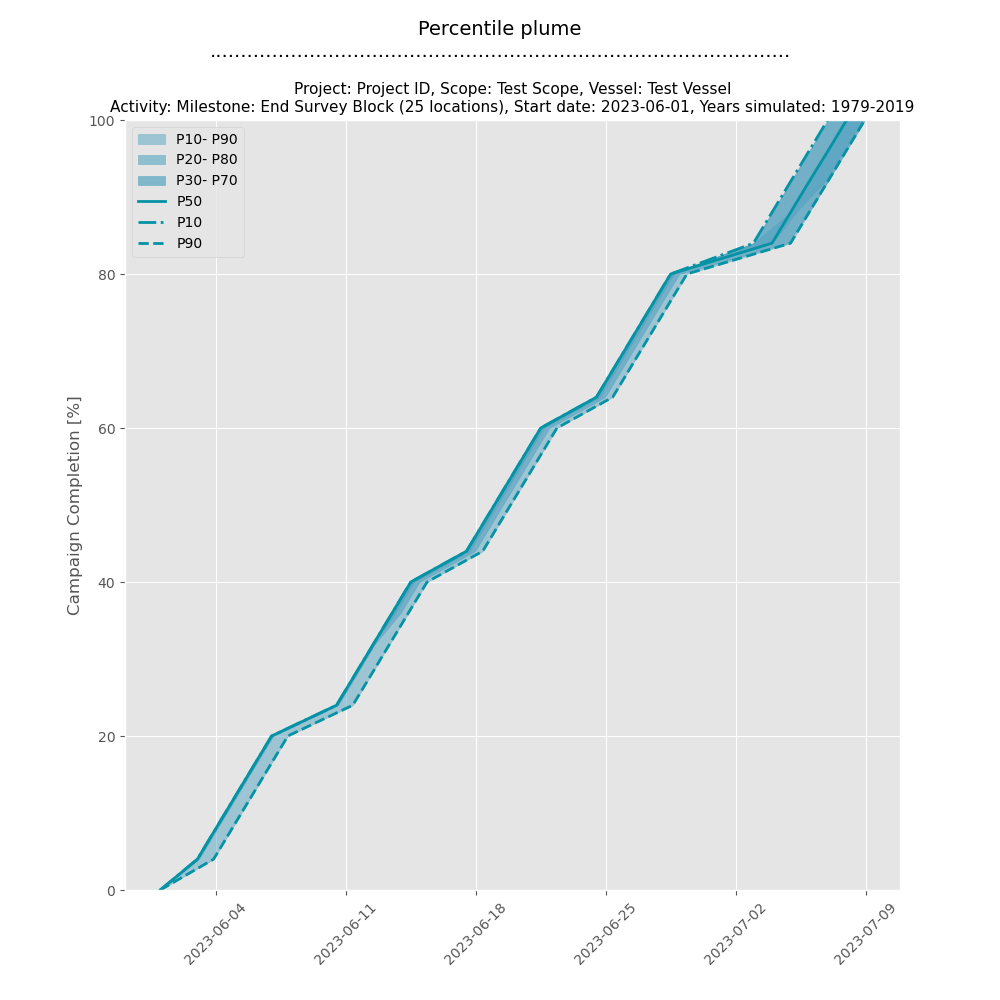 Percentile plume
Project: Project ID, Scope: Test Scope, Vessel: Test Vessel
Activity: Milestone: End Survey Block (25 locations), Start date: 2023-06-01, Years simulated: 1979-2019
100
80
60
40
20
0
Campaign Completion [%]
P10- P90
P20- P80
P30- P70
P50
P10
P90
2023-06-04
2023-06-11
2023-06-18
2023-06-25
2023-07-02
2023-07-09